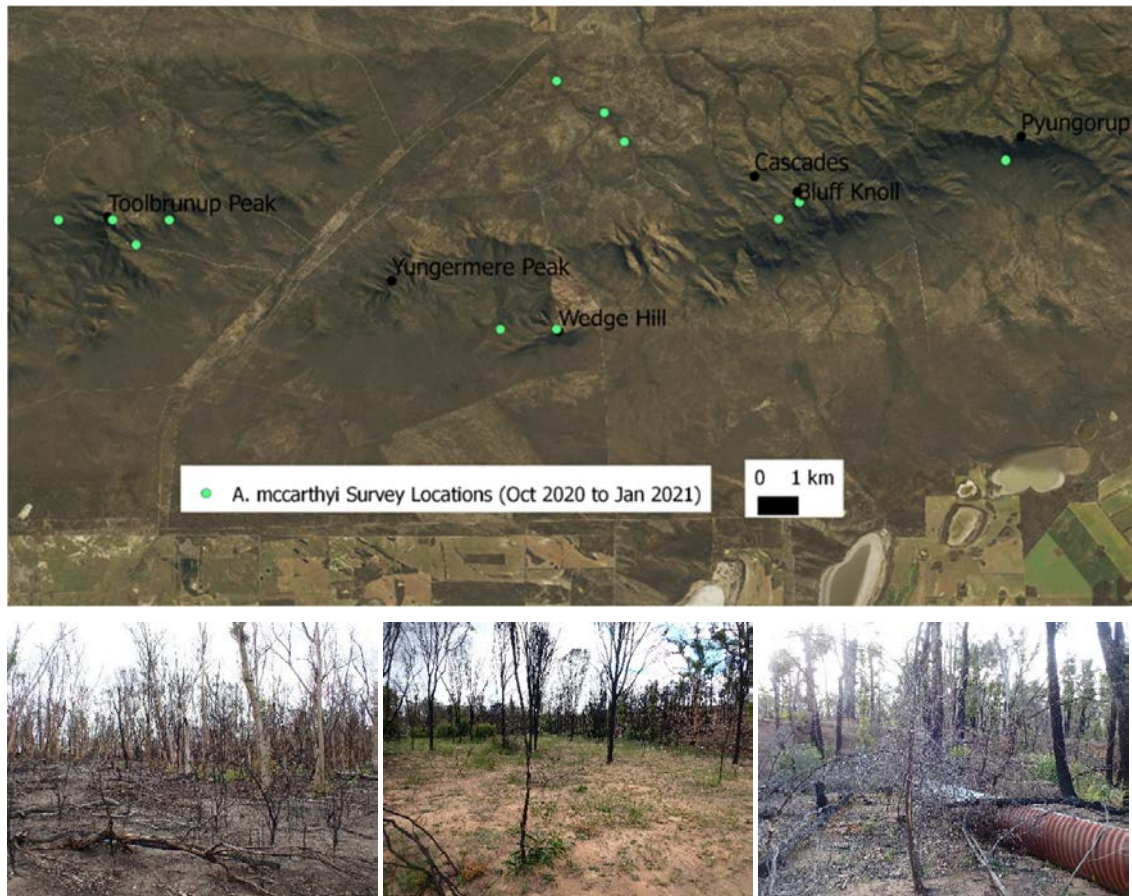 Pyungorup
Cascades
Bluff Knoll
Toolbrunup Peak
Yungermere Peak
Wedge Hill
A. mccarthyi Survey Locations (Oct 2020 to Jan 2021)
0 1 km